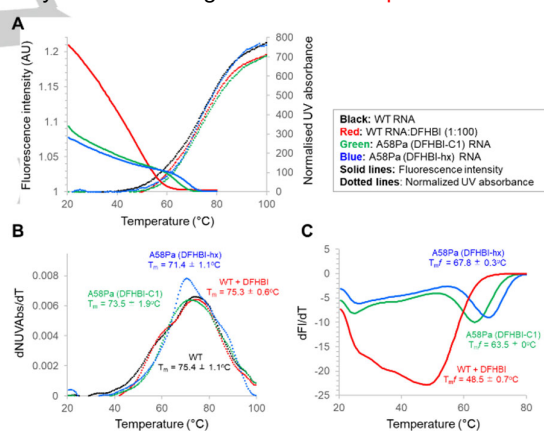 A
Fluorescence intensity (AU)
1.2
1.15
1.1
1.05
1
20
40
60
80
100
Temperature (°C)
800
700
600
500
400
300
200
100
0
Normalised UV absorbance
Black: WT RNA
Red: WT RNA:DFHBI (1:100)
Green: A58Pa (DFHBI-C1) RNA
Blue: A58Pa (DFHBI-hx) RNA
Solid lines: Fluorescence intensity
Dotted lines: Normalized UV absorbance
B
dNUVAbs/dT
0.008
0.006
0.004
0.002
0
20
40
60
80
100
Temperature (°C)
A58Pa (DFHBI-hx)
Tm = 71.4 ± 1.1°C
WT + DFHBI
Tm = 75.3 ± 0.6°C
A58Pa (DFHBI-C1)
Tm = 73.5 ± 1.9°C
WT
Tm = 75.4 ± 1.1°C
C
dFI/dT
5
0
-5
-10
-15
-20
-25
20
40
60
80
Temperature (°C)
A58Pa (DFHBI-hx)
Tmf = 67.8 ± 0.3°C
A58Pa (DFHBI-C1)
Tmf = 63.5 ± 0°C
WT + DFHBI
Tmf = 48.5 ± 0.7°C